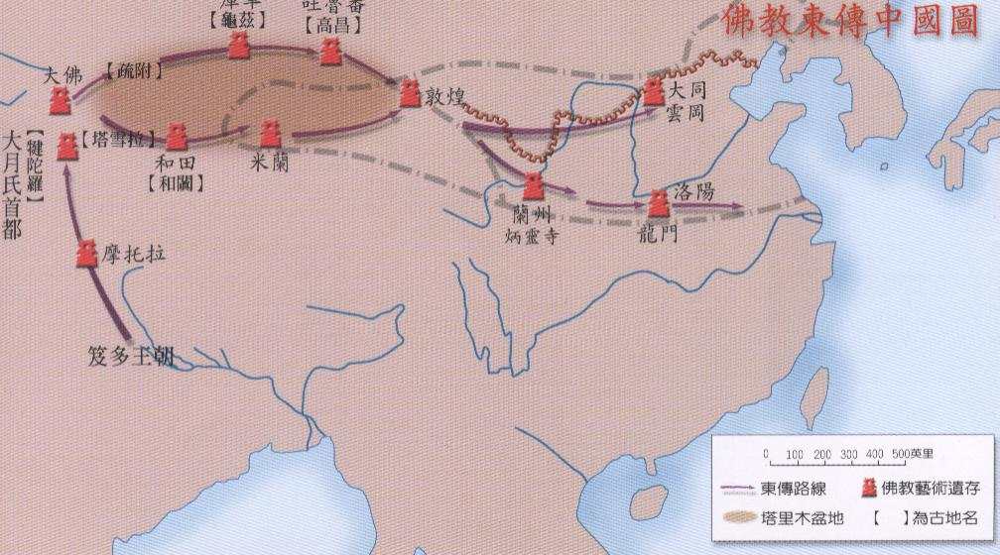 佛教東傳中國圖
吐魯番
【龜茲】
【高昌】
大佛
【疏附】
敦煌
大同
雲岡
【塔雪拉】
和田
【和闐】
米蘭
【犍陀羅】
大月氏首都
蘭州
炳靈寺
洛陽
龍門
摩托拉
笈多王朝
0 100 200 300 400 500英里
東傳路線
佛教藝術遺存
塔里木盆地
【 】為古地名